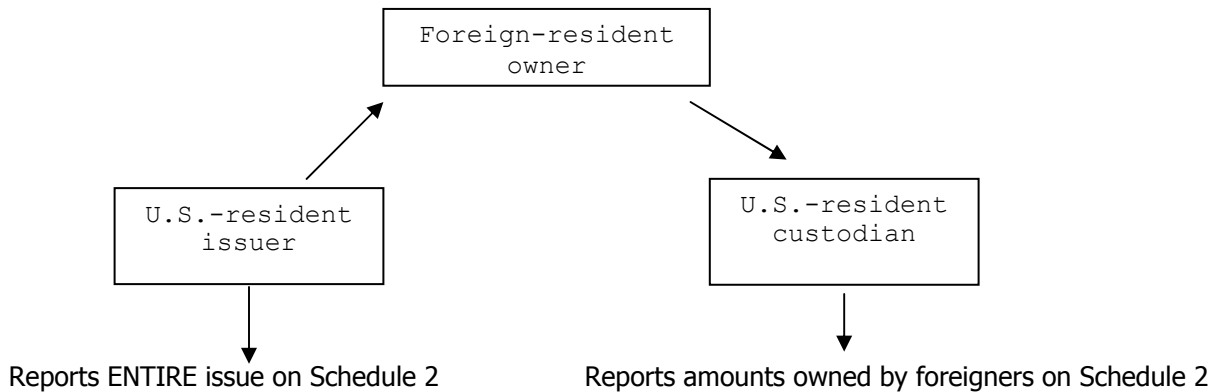 Foreign-resident
owner
U.S.-resident
issuer
U.S.-resident
custodian
Reports ENTIRE issue on Schedule 2
Reports amounts owned by foreigners on Schedule 2